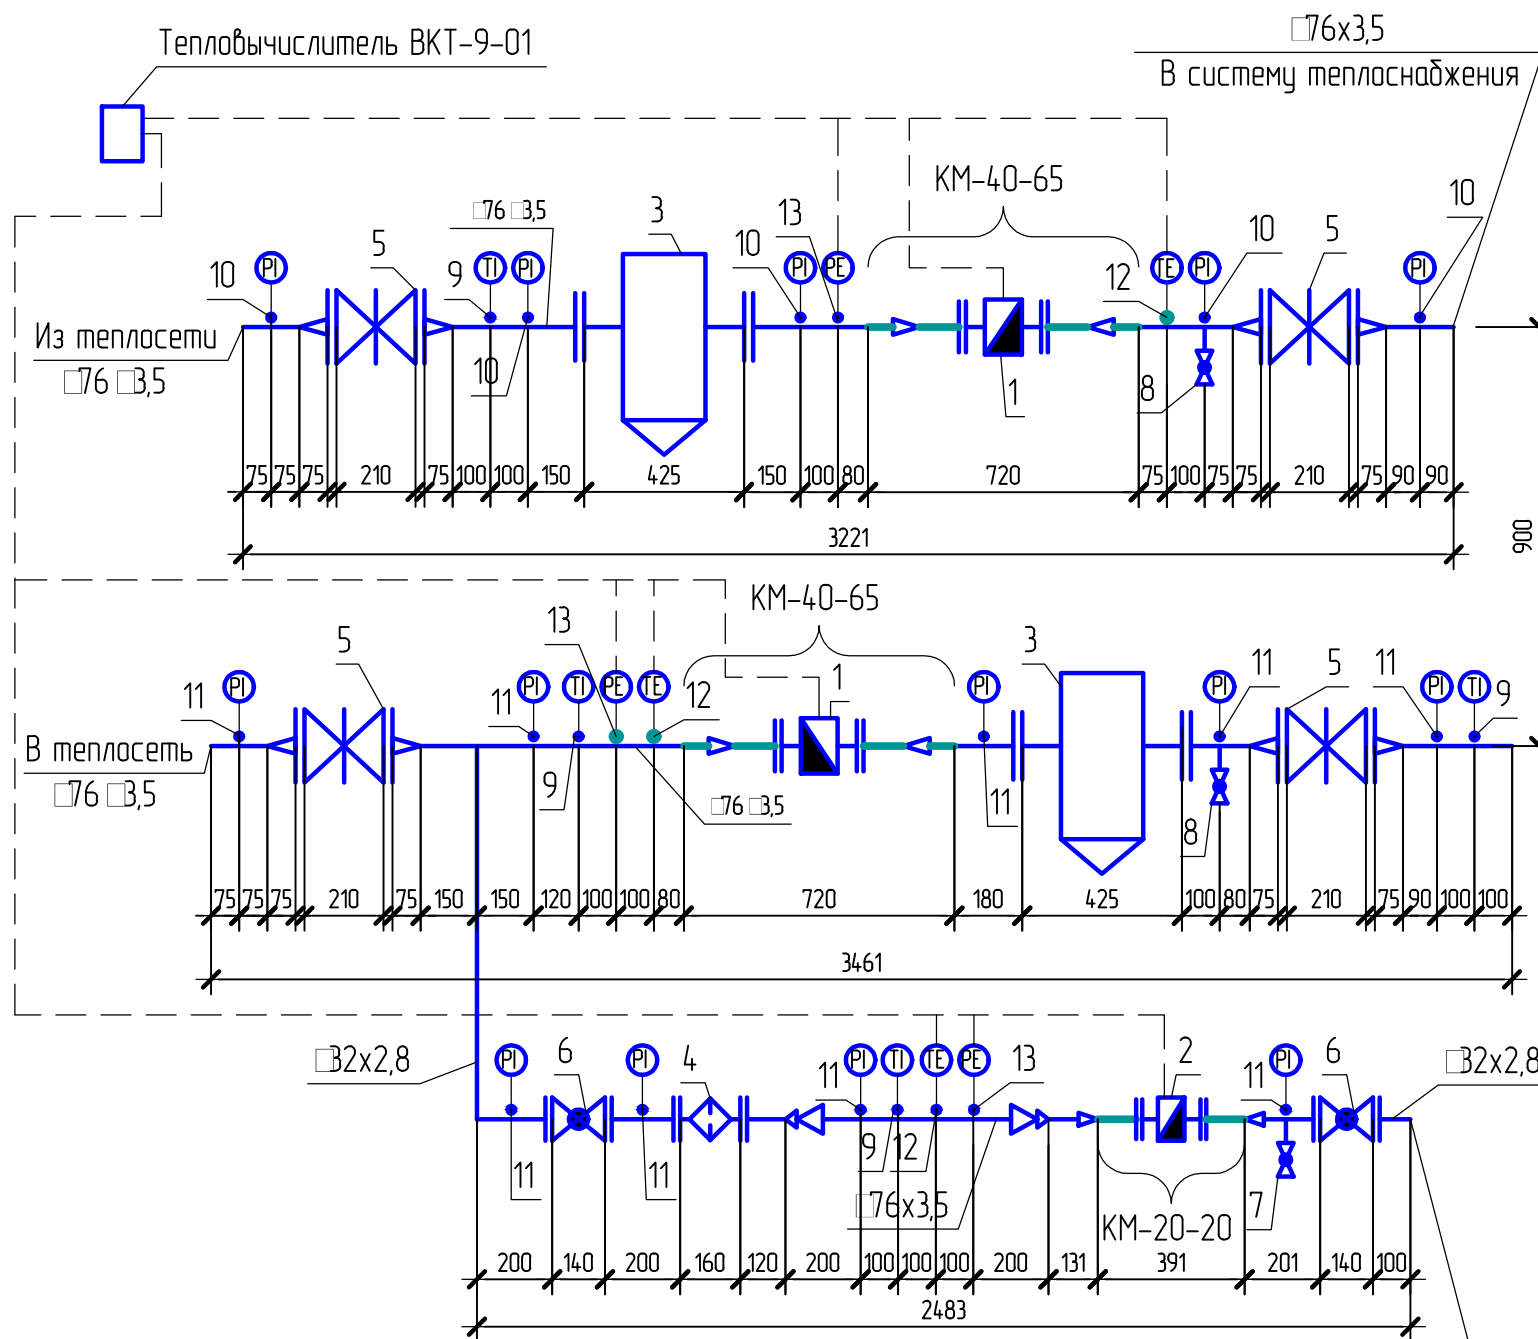 Тепловычислитель ВКТ-9-01
□76х3,5
В систему теплоснабжения
КМ-40-65
□76 □3,5
3
13
10
10
5
10
10
5
9
12
PI
TI
PI
PI
PE
TE
PI
PI
Из теплосети
□76 □3,5
10
1
8
75 75 75 210 75 100 100 150 425 150 100 80 720 75 100 75 75 210 75 90 90
3221
900
КМ-40-65
13
5
3
11
5
11
9
11
11
1
12
PI
PI
TI
PE
TE
PI
PI
PI
TI
В теплосеть
□76 □3,5
9
□76 □3,5
11
8
75 75 75 210 75 150 150 120 100 100 80 720 180 425 100 80 75 210 75 90 100 100
3461
□32х2,8
6
4
11
13
2
11
6
□32х2,8
PI
PI
PI
TI
TE
PE
PI
11
11
9
12
□76х3,5
КМ-20-20
7
200 140 200 160 120 200 100 100 100 200 131 391 201 140 100
2483